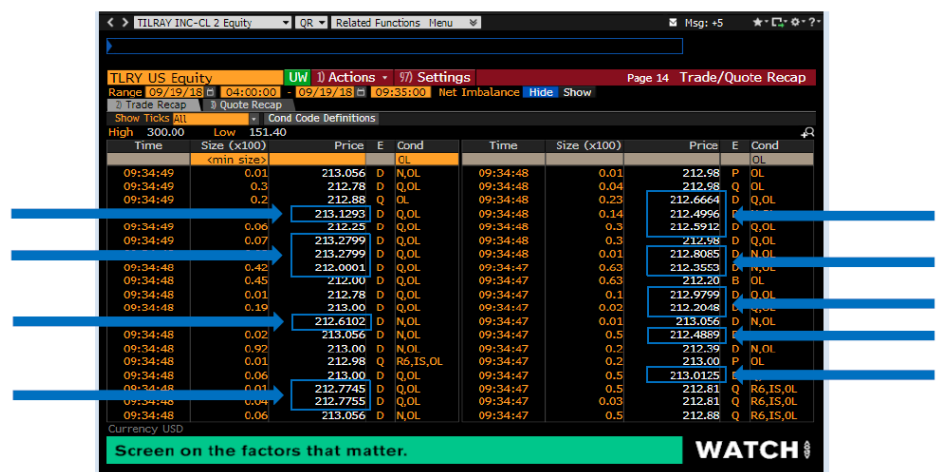 TILRAY INC-CL 2 Equity QR Related Functions Menu Msg: +5
TLRY US Equity UW 1) Actions 97) Settings Page 14 Trade/Quote Recap
Range 09/19/18 04:00:00 - 09/19/18 09:35:00 Net Imbalance Hide Show
Trade Recap Quote Recap
Show Ticks All Cond Code Definitions
High 300.00 Low 151.40
Time Size (x100) Price E Cond Time Size (x100) Price E Cond
<min size> OL OL
09:34:49 0.01 213.056 D N,OL 09:34:48 0.01 212.98 P OL
09:34:49 0.3 212.78 D Q,OL 09:34:48 0.04 212.98 Q OL
09:34:49 0.2 212.88 Q OL 09:34:48 0.23 212.6664 D Q,OL
213.1293 D Q,OL 09:34:48 0.14 212.4996
09:34:49 0.06 212.25 D Q,OL 09:34:48 0.3 212.5912 D Q,OL
09:34:49 0.07 213.2799 D Q,OL 09:34:48 0.3 212.98 D Q,OL
213.2799 D N,OL 09:34:48 0.01 212.8085 D N,OL
09:34:48 0.42 212.0001 D Q,OL 09:34:47 0.63 212.3553 D N,OL
09:34:48 0.45 212.00 D Q,OL 09:34:47 0.63 212.20 B OL
09:34:48 0.01 212.78 D Q,OL 09:34:47 0.1 212.9799 D Q,OL
09:34:48 0.19 213.00 D Q,OL 09:34:47 0.02 212.2048
212.6102 D N,OL 09:34:47 0.01 213.056 D N,OL
09:34:48 0.02 213.056 D N,OL 09:34:47 0.5 212.4889
09:34:48 0.92 213.00 D N,OL 09:34:47 0.2 212.39 D N,OL
09:34:48 0.01 212.98 Q R6,IS,OL 09:34:47 0.2 213.00 P OL
09:34:48 0.06 213.00 D Q,OL 09:34:47 0.5 213.0125
09:34:48 0.01 212.7745 D Q,OL 09:34:47 0.5 212.81 Q R6,IS,OL
09:34:48 0.04 212.7755 D Q,OL 09:34:47 0.03 212.81 Q R6,IS,OL
09:34:48 0.06 213.056 D N,OL 09:34:47 0.5 212.88 Q R6,IS,OL
Currency USD
Screen on the factors that matter. WATCH